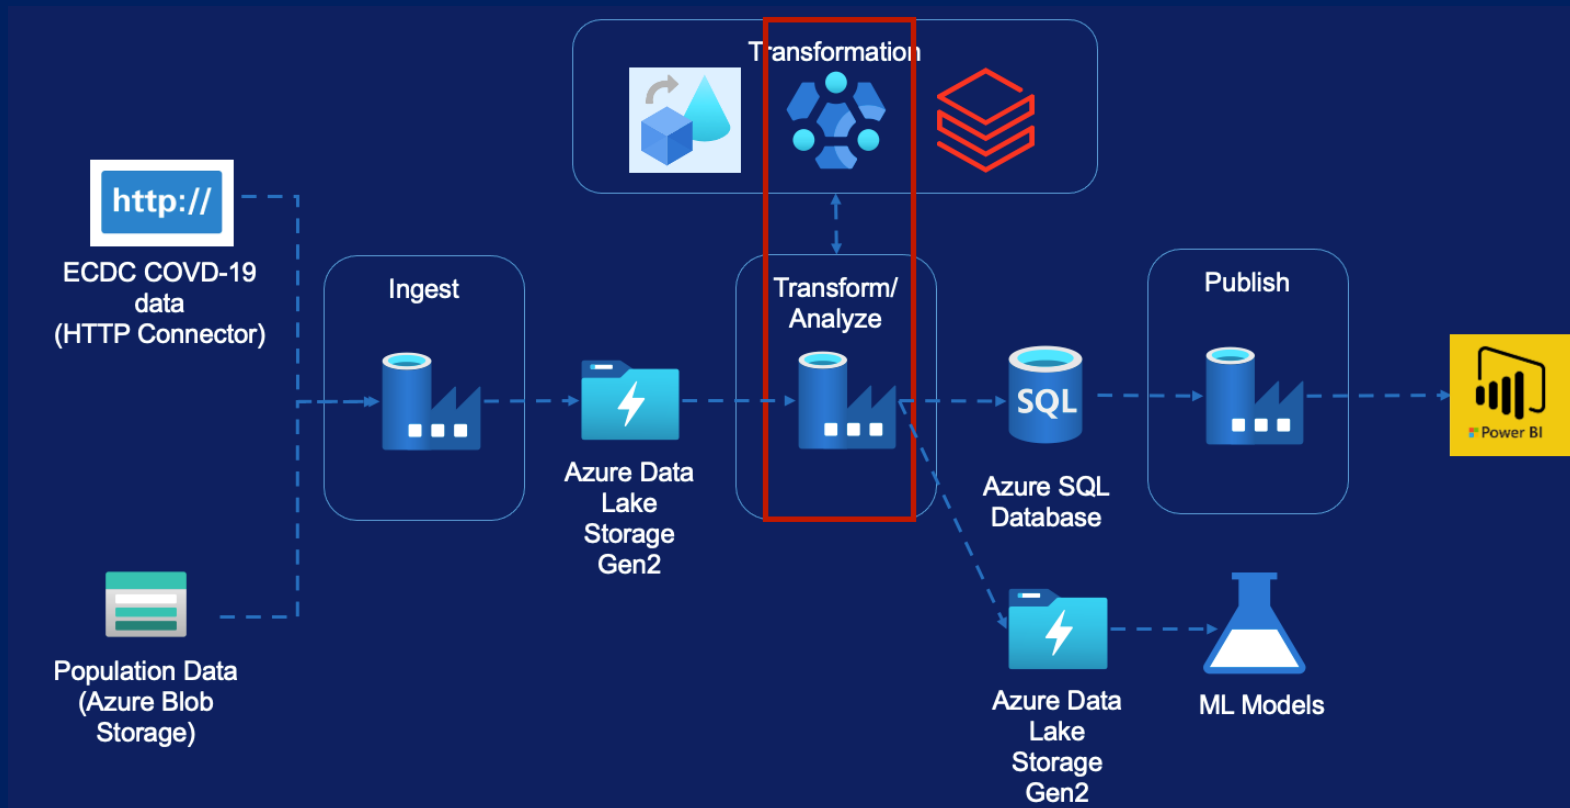 Transformation
http://
ECDC COVD-19
data
(HTTP Connector)
Ingest
Transform/
Analyze
Publish
SQL
Power BI
Azure Data
Lake
Storage
Gen2
Azure SQL
Database
Population Data
(Azure Blob
Storage)
Azure Data
Lake
Storage
Gen2
ML Models